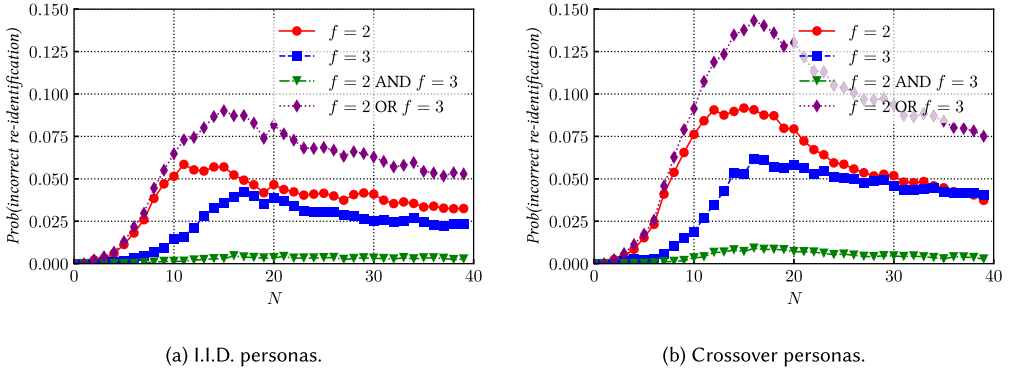 0.150
0.125
0.100
0.075
0.050
0.025
0.000
Prob(incorrect re-identification)
f = 2
f = 3
f = 2 AND f = 3
f = 2 OR f = 3
0 10 20 30 40
N
(a) I.I.D. personas.
0.150
0.125
0.100
0.075
0.050
0.025
0.000
Prob(incorrect re-identification)
f = 2
f = 3
f = 2 AND f = 3
f = 2 OR f = 3
0 10 20 30 40
N
(b) Crossover personas.